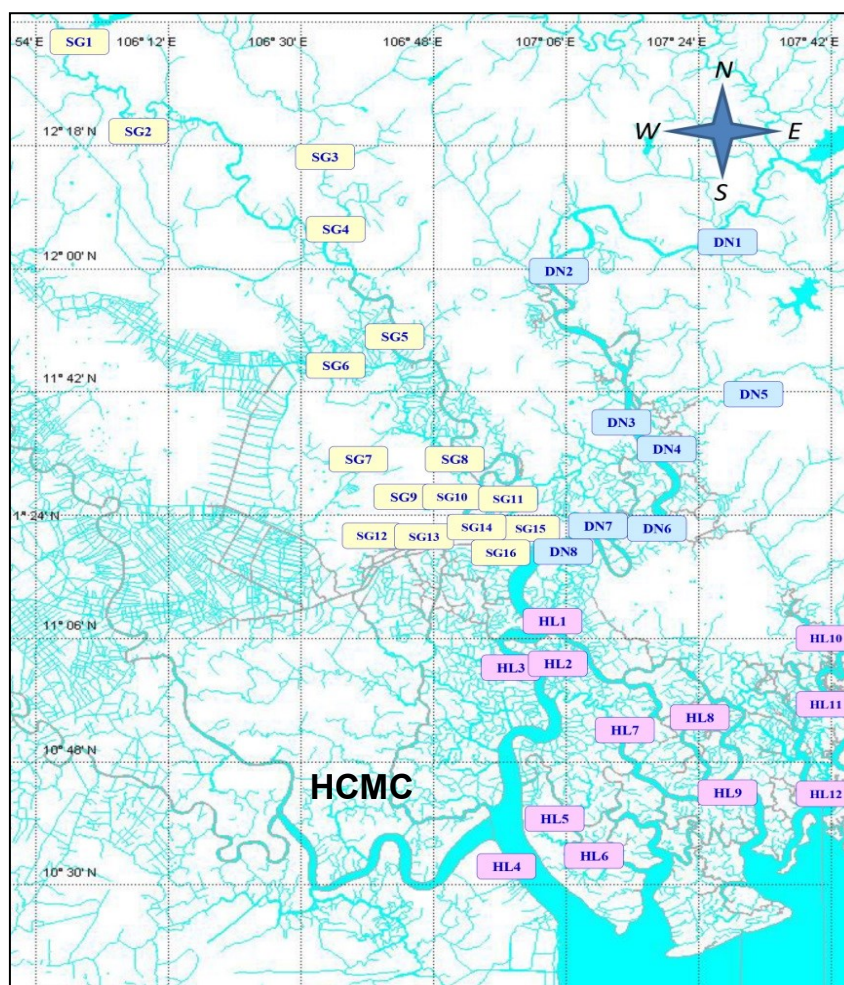 54' E 106° 12' E 106° 30' E 106° 48' E 107° 06' E 107° 24' E 107° 42' E
SG1
N
SG2
W E
12° 18' N
SG3
S
SG4
DN1
12° 00' N
DN2
SG5
SG6
11° 42' N
DN5
DN3
DN4
SG7 SG8
SG9 SG10 SG11
1° 24' N
SG14 SG15 DN7 DN6
SG12 SG13
SG16 DN8
HL1
11° 06' N
HL10
HL3 HL2
HL11
HL8
HL7
10° 48' N
HCMC
HL9 HL12
HL5
HL6
HL4
10° 30' N